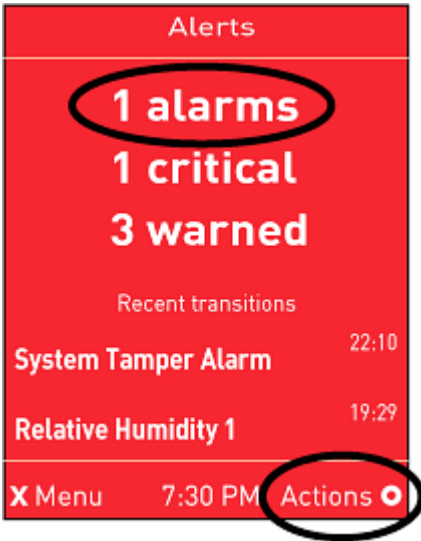 Alerts
1 alarms
1 critical
3 warned
Recent transitions
System Tamper Alarm 22:10
Relative Humidity 1 19:29
X Menu 7:30 PM Actions O